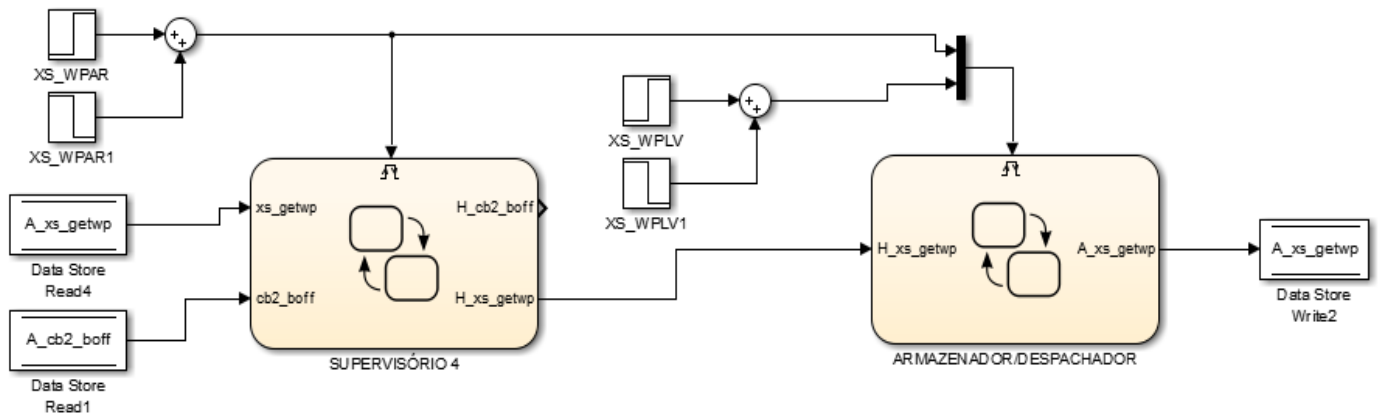 XS_WPAR
XS_WPAR1
XS_WPLV
XS_WPLV1
A_xs_getwp
Data Store
Read4
A_cb2_boff
Data Store
Read1
xs_getwp
cb2_boff
H_cb2_boff
H_xs_getwp
SUPERVISÓRIO 4
H_xs_getwp
A_xs_getwp
ARMAZENADOR/DESPACHADOR
A_xs_getwp
Data Store
Write2